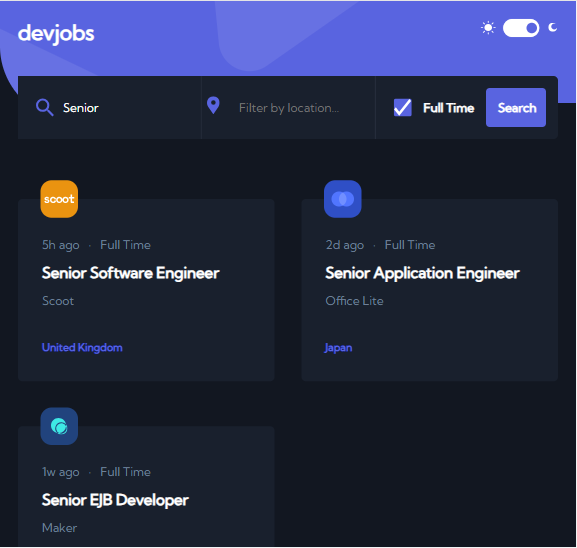 devjobs
Senior
Filter by location...
Full Time
Search
scoot
5h ago · Full Time
Senior Software Engineer
Scoot
United Kingdom
2d ago · Full Time
Senior Application Engineer
Office Lite
Japan
1w ago · Full Time
Senior EJB Developer
Maker